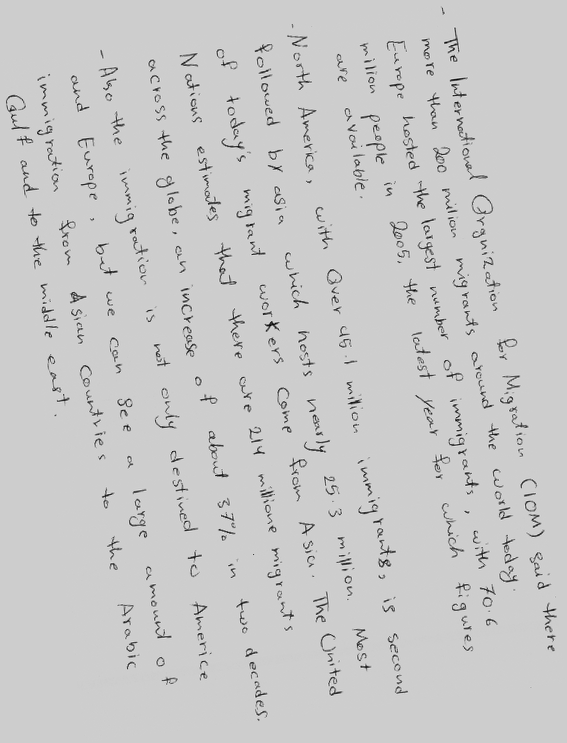 - The International Orgnization for Migration (IOM) said there
more than 200 million migrants around the world today.
Europe hosted the largest number of immigrants, with 70.6
million people in 2005, the latest year for which figures
are available.
- North America, with over 45.1 million immigrants, is second
followed by asia which hosts nearly 25.3 million. Most
of today's migrant workers come from Asia. The United
Nations estimates that there are 214 millione migrants
across the globe, an increase of about 37% in two decades.
- Also the immigration is not only destined to America
and Europe, but we can see a large amount of
immigration from Asian Countries to the Arabic
Gulf and to the middle east.